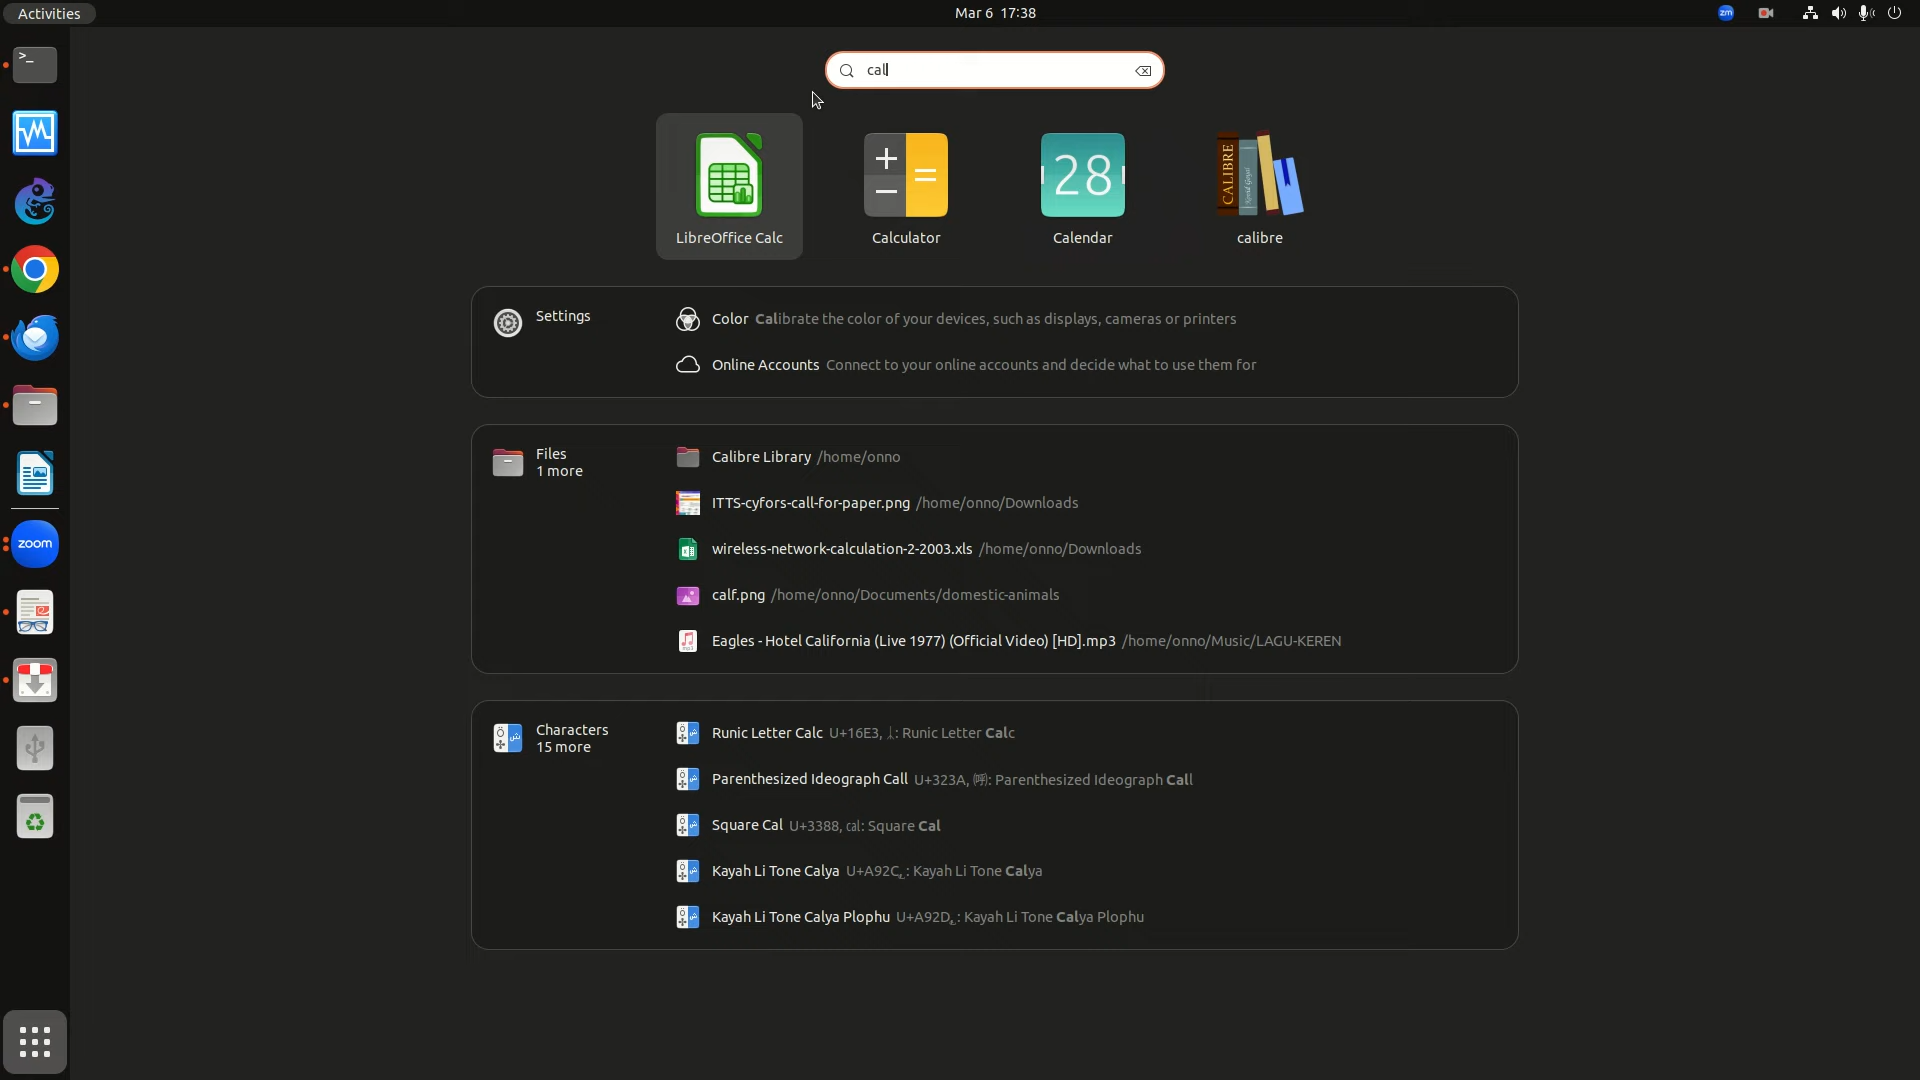 Activities
Mar 6 17:38
zm
cal
LibreOffice Calc
Calculator
28
Calendar
CALIBRE
calibre
Settings
Color Calibrate the color of your devices, such as displays, cameras or printers
Online Accounts Connect to your online accounts and decide what to use them for
Files
1 more
Calibre Library /home/onno
ITTS-cyfors-call-for-paper.png /home/onno/Downloads
wireless-network-calculation-2-2003.xls /home/onno/Downloads
calf.png /home/onno/Documents/domestic-animals
Eagles - Hotel California (Live 1977) (Official Video) [HD].mp3 /home/onno/Music/LAGU-KEREN
zoom
Characters
15 more
Runic Letter Calc U+16E3, ᛣ: Runic Letter Calc
Parenthesized Ideograph Call U+323A, ㈺: Parenthesized Ideograph Call
Square Cal U+3388, ㎈: Square Cal
Kayah Li Tone Calya U+A92C, ꤬: Kayah Li Tone Calya
Kayah Li Tone Calya Plophu U+A92D, ꤭: Kayah Li Tone Calya Plophu